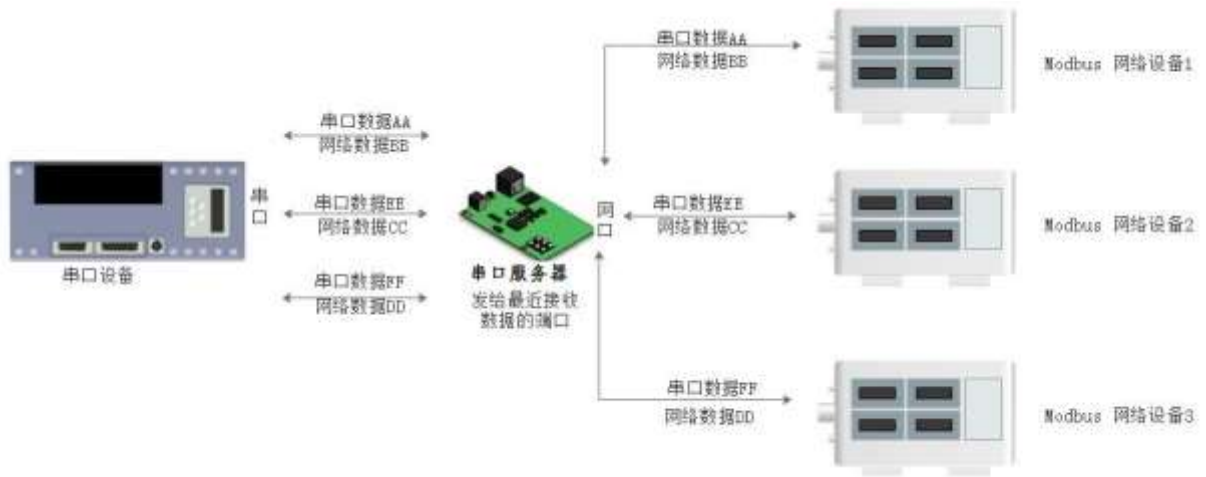 串口数据AA
网络数据BB
Modbus 网络设备1
串口数据AA
网络数据BB
串口
串口数据EE
网络数据CC
网口
串口数据EE
网络数据CC
Modbus 网络设备2
串口设备
串口数据FF
网络数据DD
串口服务器
发给最近接收
数据的端口
串口数据FF
网络数据DD
Modbus 网络设备3